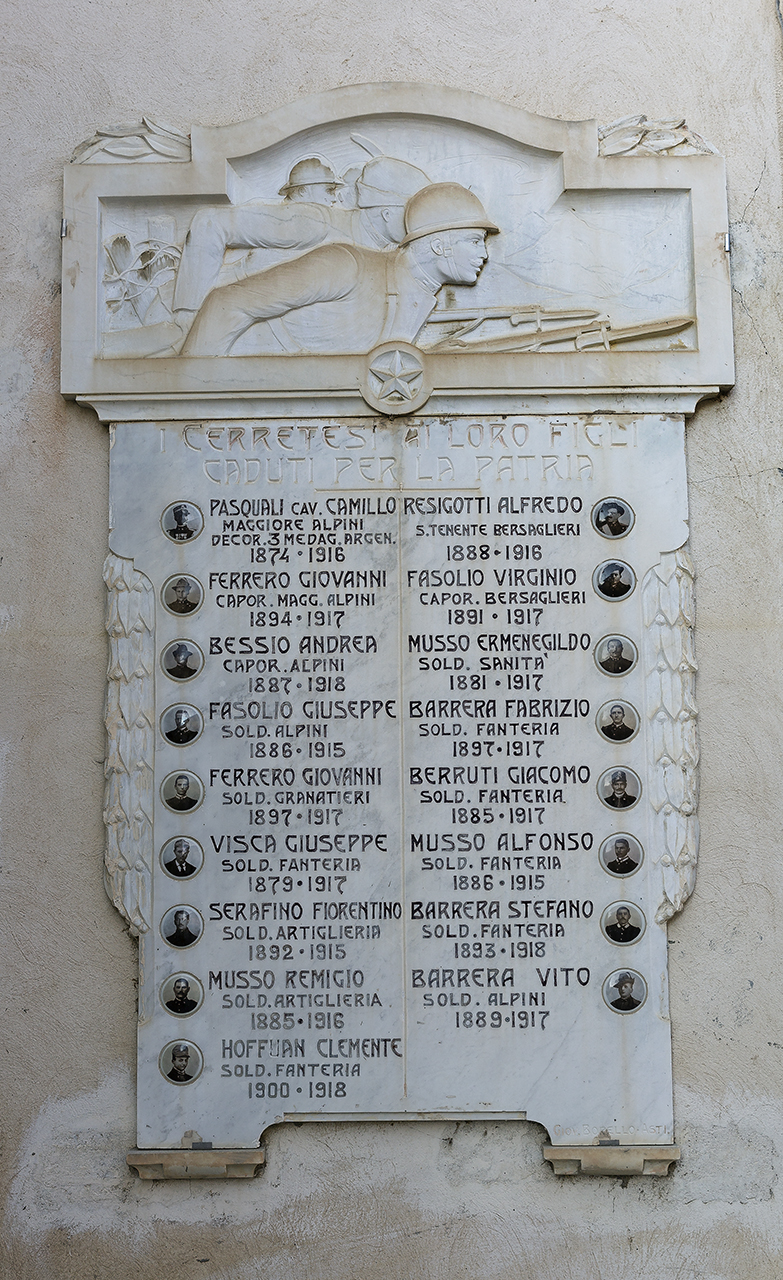 I CERRETESI AI LORO FIGLI
CADUTI PER LA PATRIA
PASQUALI CAV. CAMILLO
MAGGIORE ALPINI
DECOR. 3 MEDAG. ARGEN.
1874 • 1916
FERRERO GIOVANNI
CAPOR. MAGG. ALPINI
1894 • 1917
BESSIO ANDREA
CAPOR. ALPINI
1887 • 1918
FASOLIO GIUSEPPE
SOLD. ALPINI
1886 • 1915
FERRERO GIOVANNI
SOLD. GRANATIERI
1897 • 1917
VISCA GIUSEPPE
SOLD. FANTERIA
1879 • 1917
SERAFINO FIORENTINO
SOLD. ARTIGLIERIA
1892 • 1915
MUSSO REMIGIO
SOLD. ARTIGLIERIA
1885 • 1916
HOFFMAN CLEMENTE
SOLD. FANTERIA
1900 • 1918
RESIGOTTI ALFREDO
S. TENENTE BERSAGLIERI
1888 • 1916
FASOLIO VIRGINIO
CAPOR. BERSAGLIERI
1891 • 1917
MUSSO ERMENEGILDO
SOLD. SANITA'
1881 • 1917
BARRERA FABRIZIO
SOLD. FANTERIA
1897 • 1917
BERRUTI GIACOMO
SOLD. FANTERIA
1885 • 1917
MUSSO ALFONSO
SOLD. FANTERIA
1886 • 1915
BARRERA STEFANO
SOLD. FANTERIA
1893 • 1918
BARRERA VITO
SOLD. ALPINI
1889 • 1917